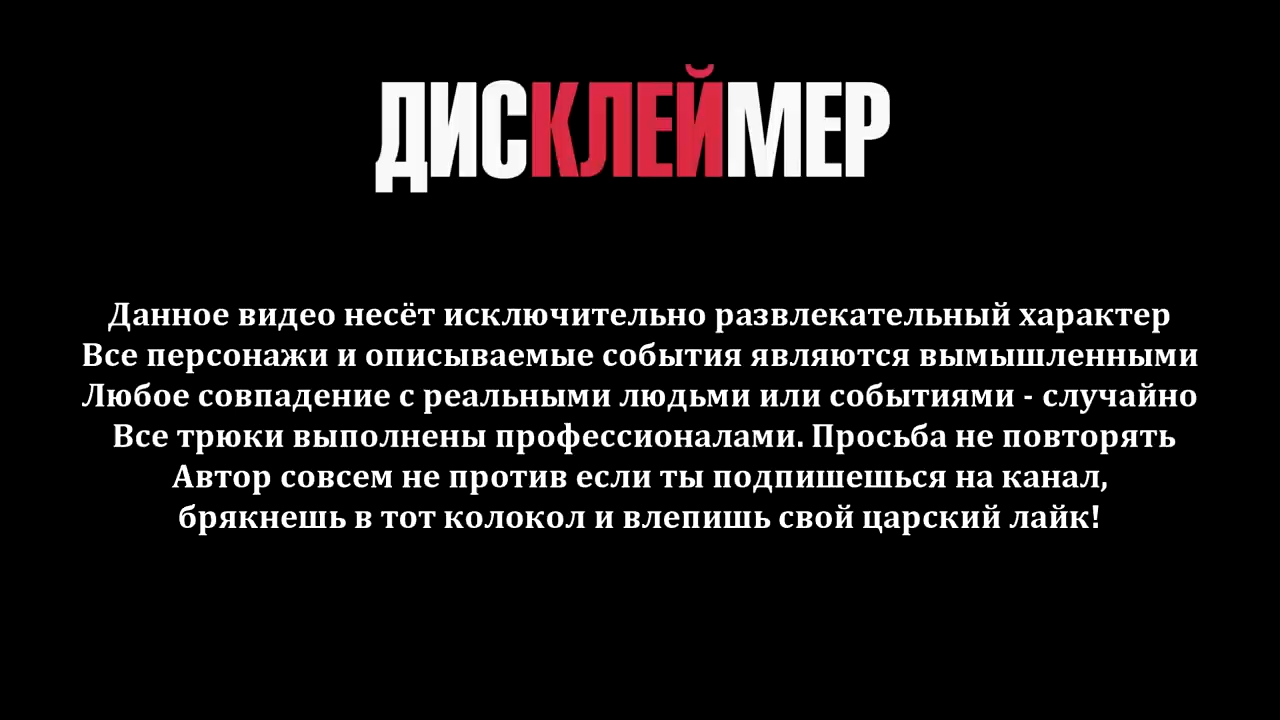 ДИСКЛЕЙМЕР
Данное видео несёт исключительно развлекательный характер
Все персонажи и описываемые события являются вымышленными
Любое совпадение с реальными людьми или событиями - случайно
Все трюки выполнены профессионалами. Просьба не повторять
Автор совсем не против если ты подпишешься на канал,
брякнешь в тот колокол и влепишь свой царский лайк!